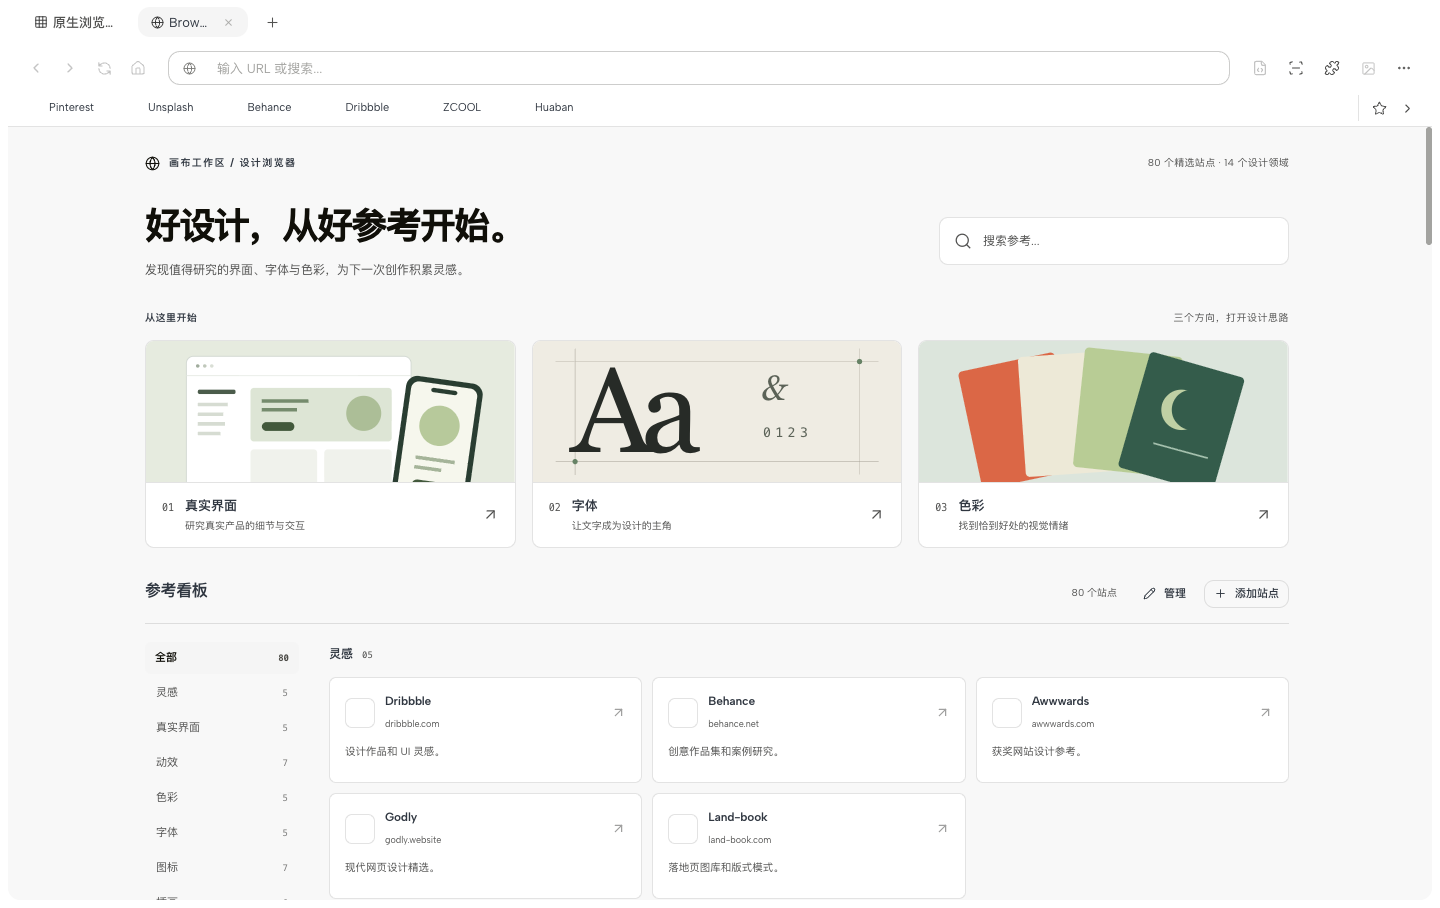 原生浏览...
Brow...
输入 URL 或搜索...
Pinterest
Unsplash
Behance
Dribbble
ZCOOL
Huaban
画布工作区 / 设计浏览器
80 个精选站点 · 14 个设计领域
好设计，从好参考开始。
搜索参考...
发现值得研究的界面、字体与色彩，为下一次创作积累灵感。
从这里开始
三个方向，打开设计思路
Aa
&
0123
01 真实界面
研究真实产品的细节与交互
02 字体
让文字成为设计的主角
03 色彩
找到恰到好处的视觉情绪
参考看板
80 个站点
管理
添加站点
全部 80
灵感 5
真实界面 5
动效 7
色彩 5
字体 5
图标 7
灵感 05
Dribbble
dribbble.com
设计作品和 UI 灵感。
Behance
behance.net
创意作品集和案例研究。
Awwwards
awwwards.com
获奖网站设计参考。
Godly
godly.website
现代网页设计精选。
Land-book
land-book.com
落地页图库和版式模式。